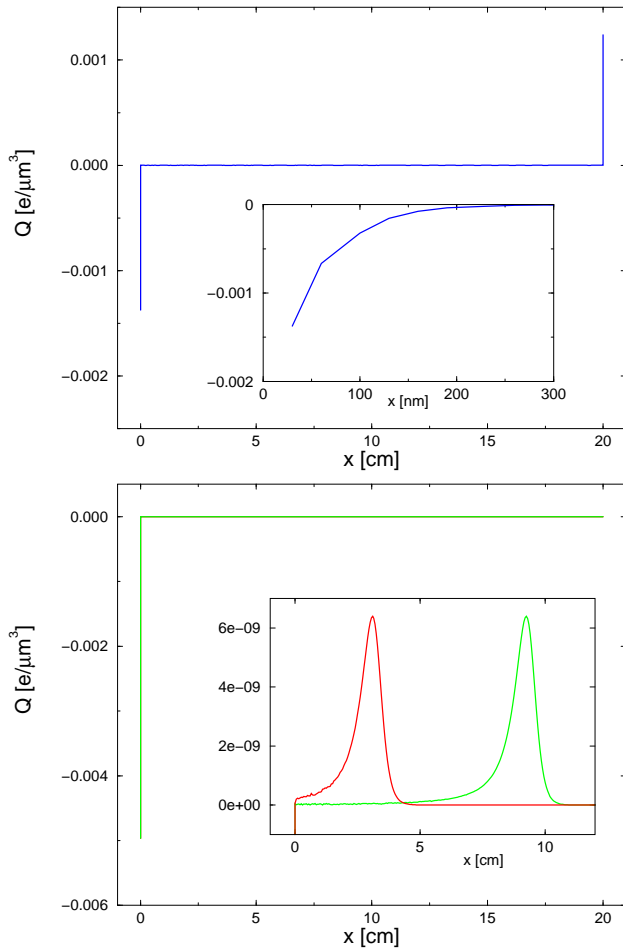 0.001
0.000
−0.001
−0.002
Q [e/μm³]
0
−0.001
−0.002
0 100 200 300
x [nm]
0 5 10 15 20
x [cm]
0.000
−0.002
−0.004
−0.006
Q [e/μm³]
6e−09
4e−09
2e−09
0e+00
0 5 10
x [cm]
0 5 10 15 20
x [cm]